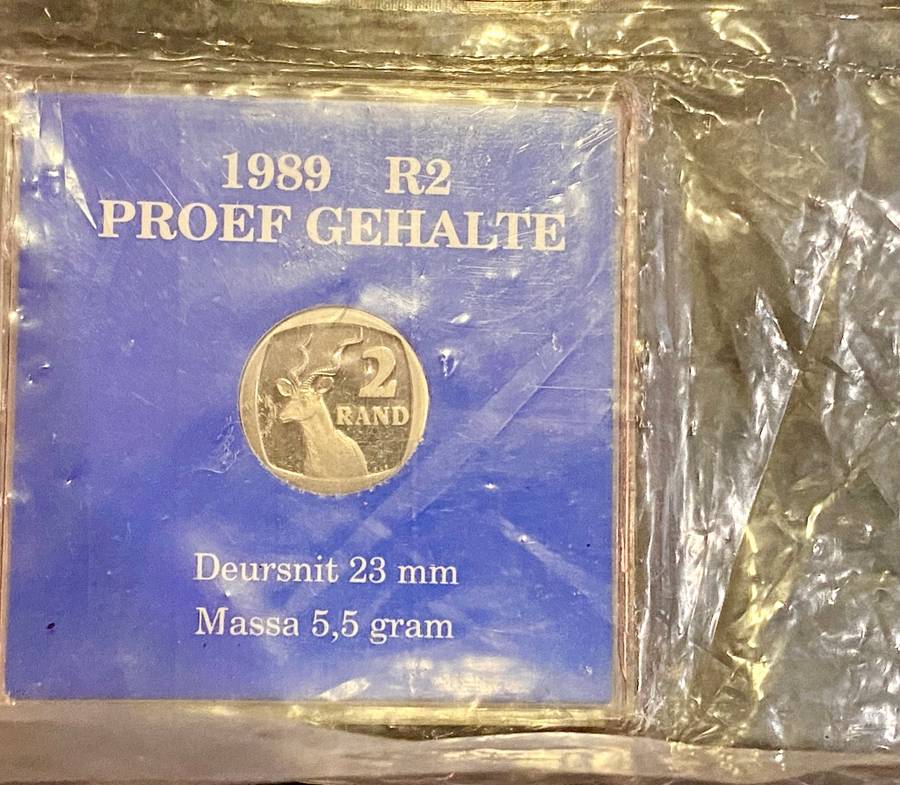 1989 R2
PROEF GEHALTE
2
RAND
Deursnit 23 mm
Massa 5,5 gram